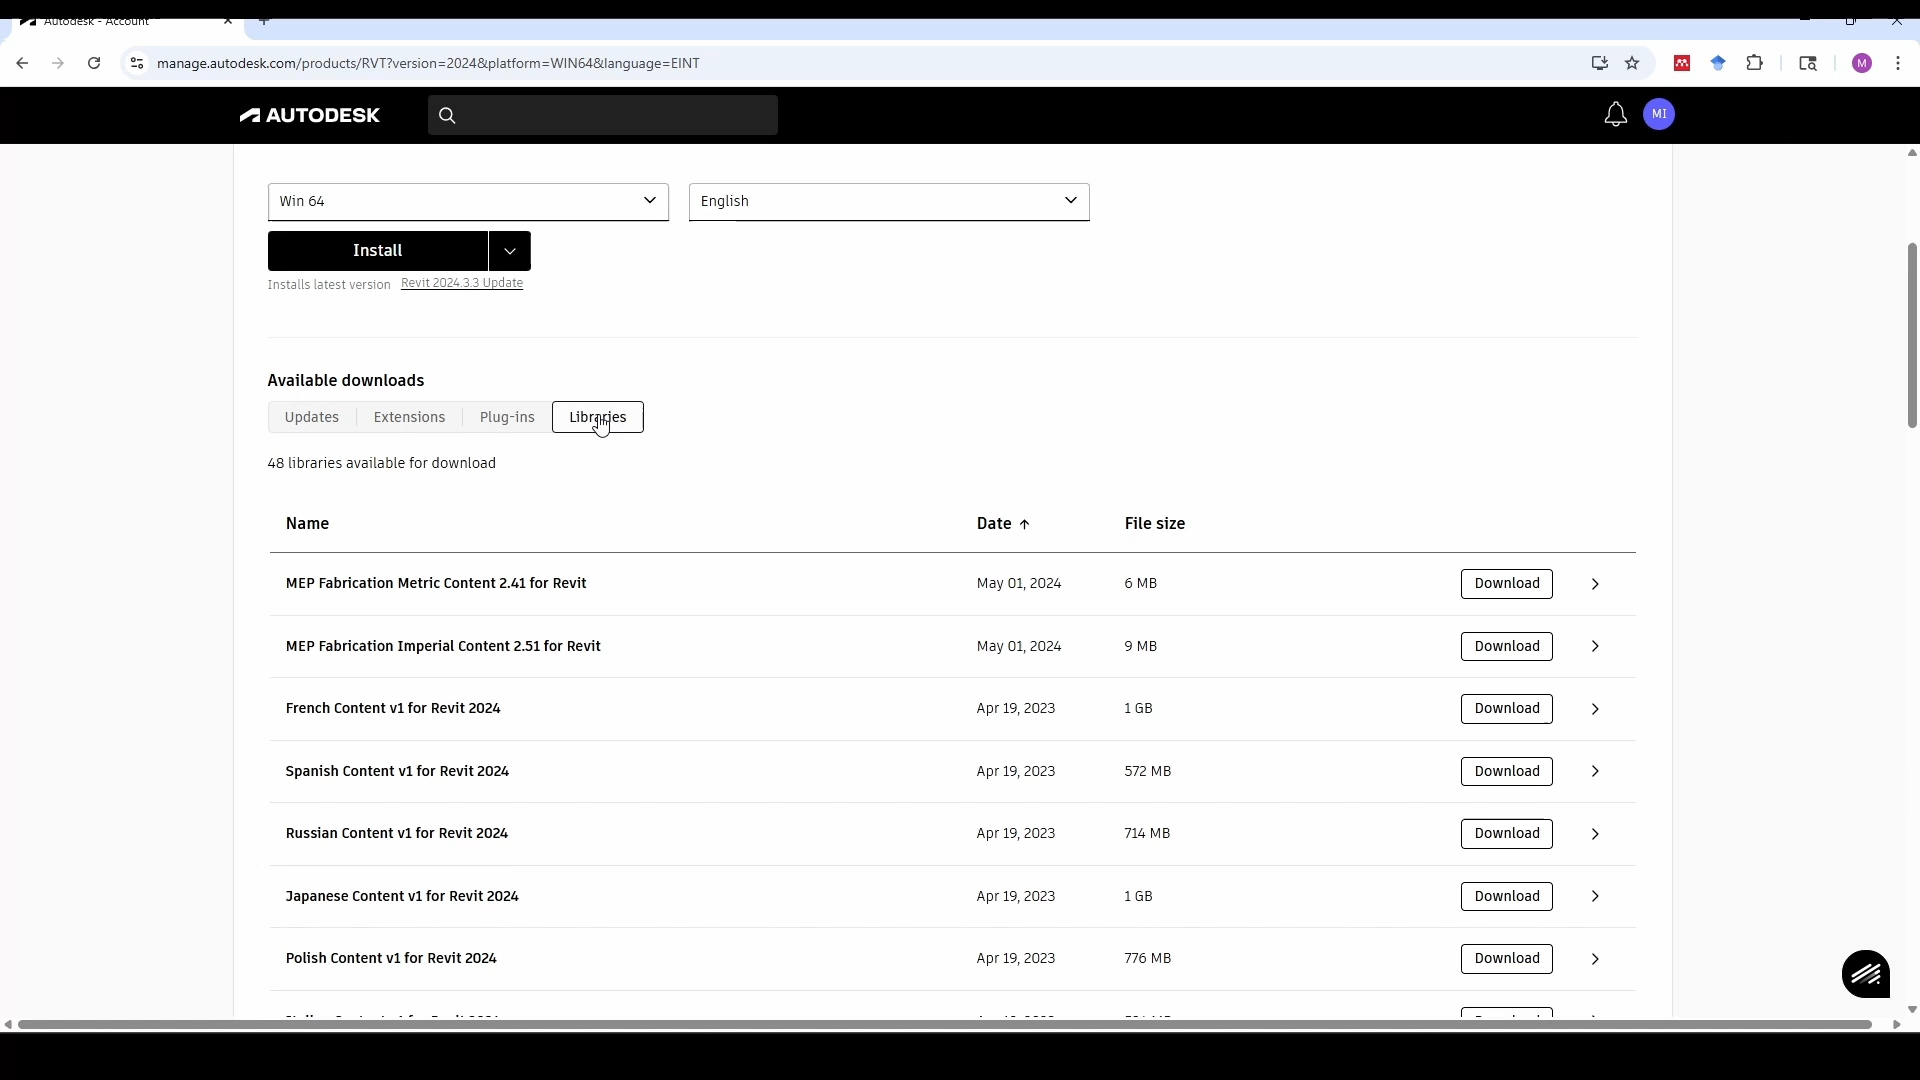 Autodesk - Account
manage.autodesk.com/products/RVT?version=2024&platform=WIN64&language=EINT
M
AUTODESK
MI
Win 64
English
Install
Installs latest version Revit 2024.3.3 Update
Available downloads
Updates Extensions Plug-ins Libraries
48 libraries available for download
Name Date ↑ File size
MEP Fabrication Metric Content 2.41 for Revit May 01, 2024 6 MB Download
MEP Fabrication Imperial Content 2.51 for Revit May 01, 2024 9 MB Download
French Content v1 for Revit 2024 Apr 19, 2023 1 GB Download
Spanish Content v1 for Revit 2024 Apr 19, 2023 572 MB Download
Russian Content v1 for Revit 2024 Apr 19, 2023 714 MB Download
Japanese Content v1 for Revit 2024 Apr 19, 2023 1 GB Download
Polish Content v1 for Revit 2024 Apr 19, 2023 776 MB Download